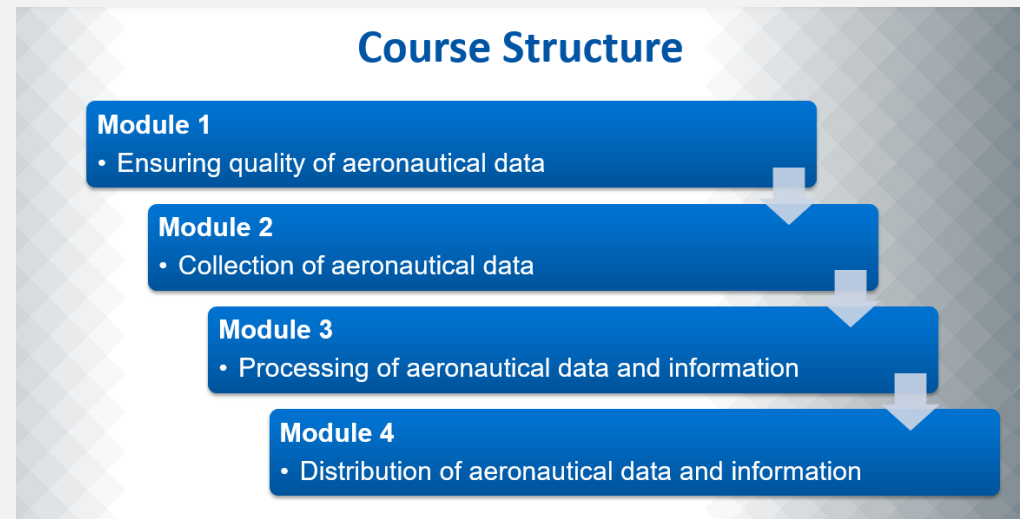 Course Structure
Module 1
• Ensuring quality of aeronautical data
Module 2
• Collection of aeronautical data
Module 3
• Processing of aeronautical data and information
Module 4
• Distribution of aeronautical data and information